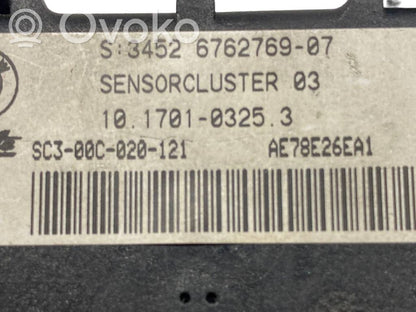 OVOKO
S:3452 6762769-07
SENSORCLUSTER 03
10.1701-0325.3
SC3-00C-020-121 AE78E26EA1